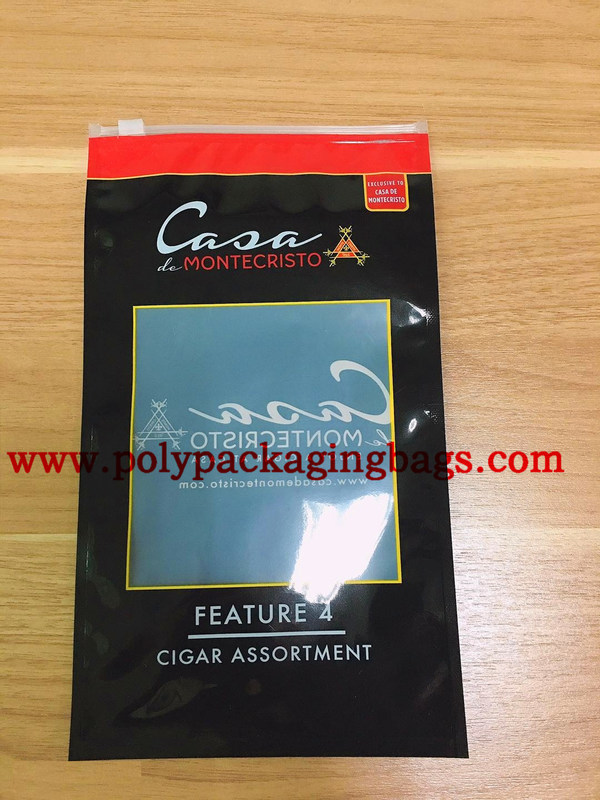 EXCLUSIVE TO
CASA DE
MONTECRISTO
Casa
de MONTECRISTO
Casa
de MONTECRISTO
www.polypackagingbags.com
www.casademontecristo.com
FEATURE 4
CIGAR ASSORTMENT